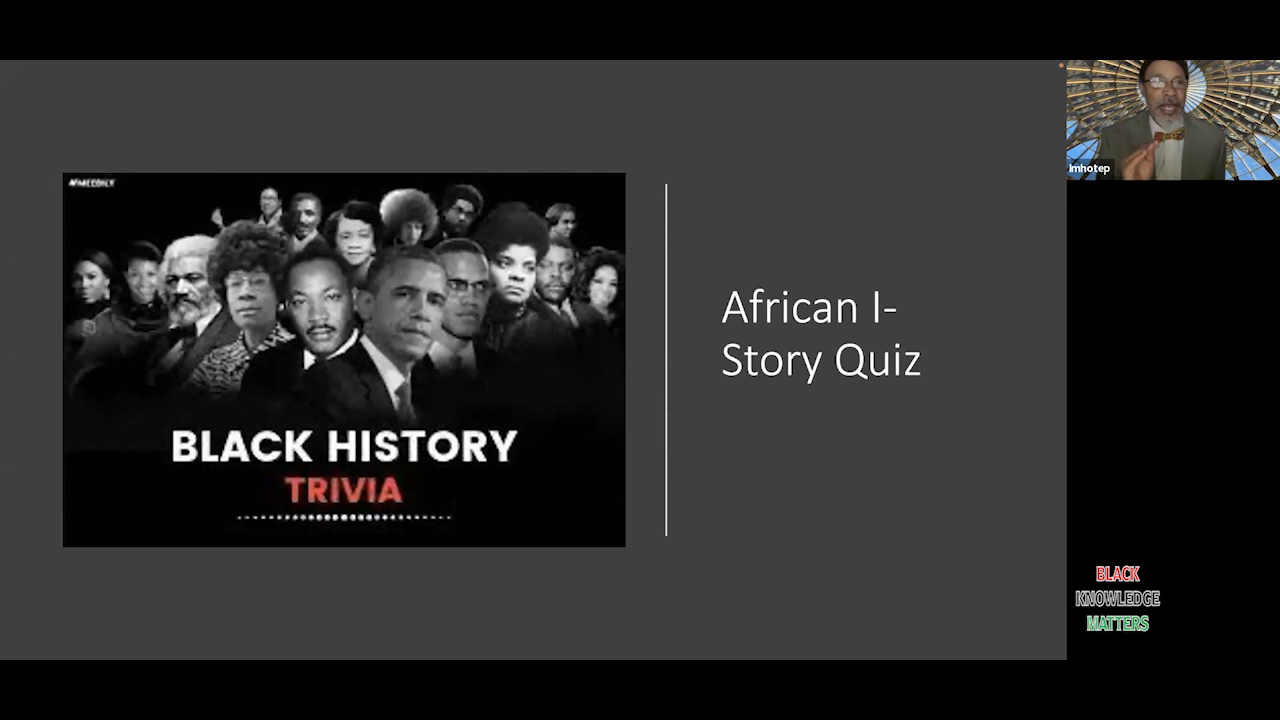 BLACK HISTORY
TRIVIA
African I-
Story Quiz
Imhotep
BLACK
KNOWLEDGE
MATTERS